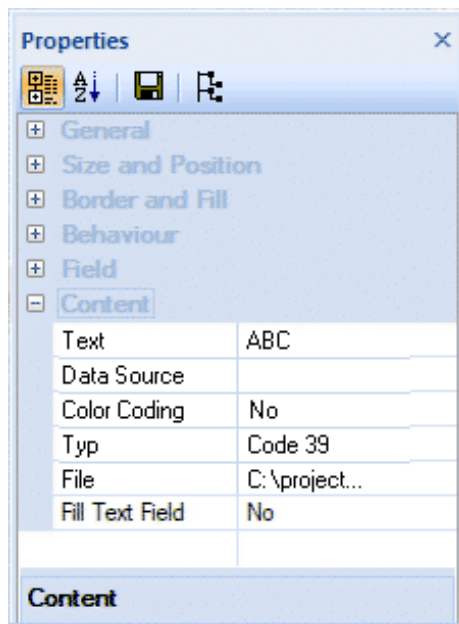 Properties
General
Size and Position
Border and Fill
Behaviour
Field
Content
Text ABC
Data Source
Color Coding No
Typ Code 39
File C:\project...
Fill Text Field No
Content